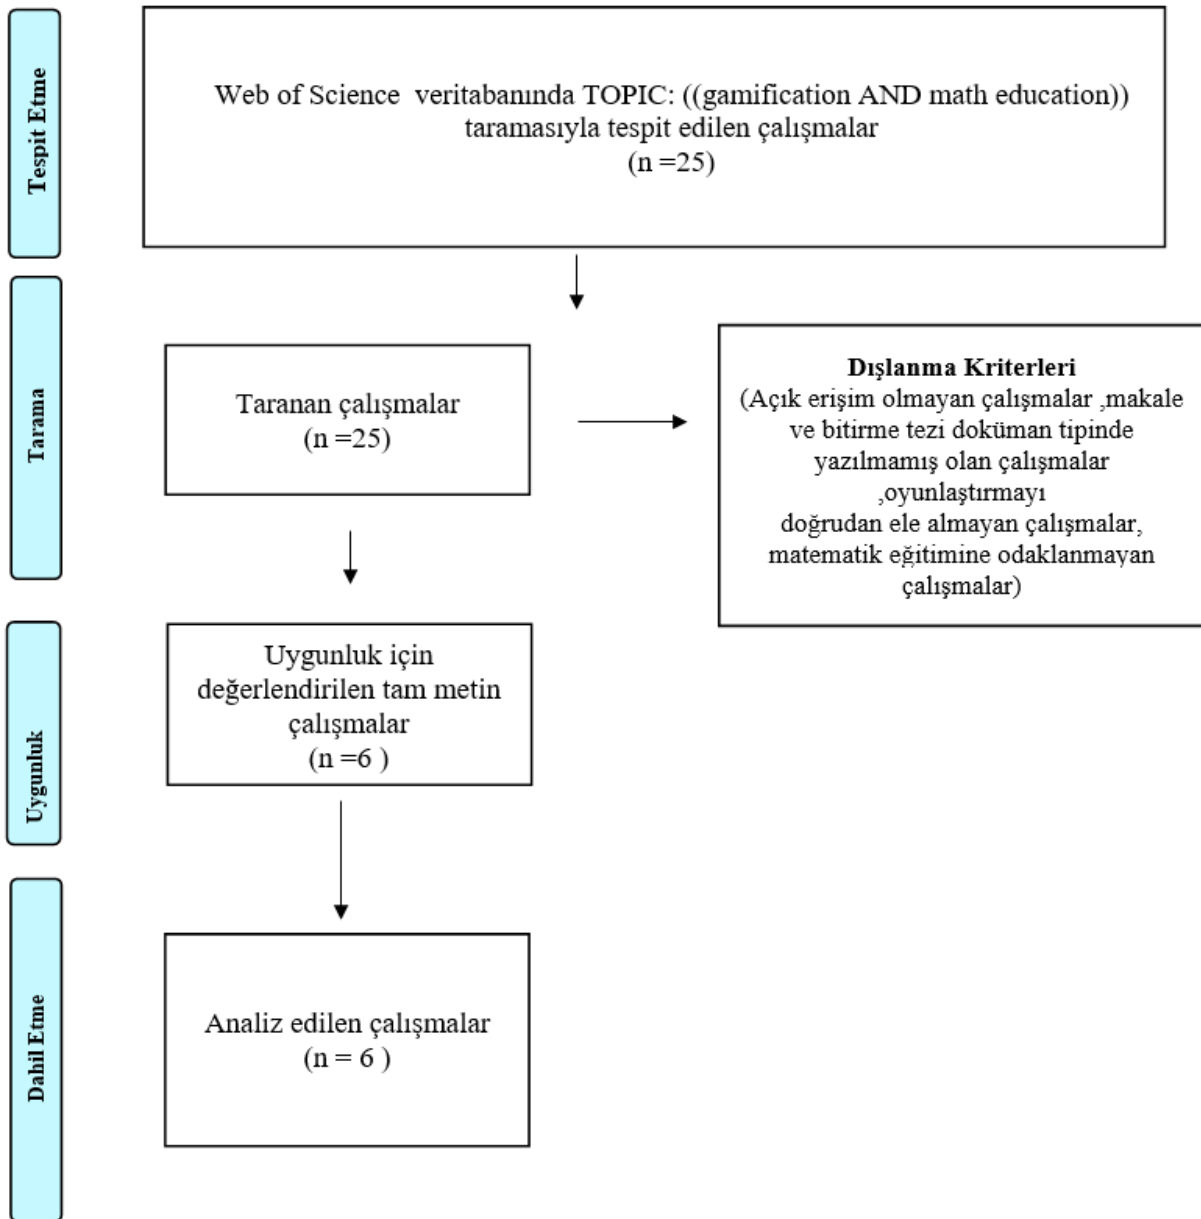 Tespit Etme
Web of Science veritabanında TOPIC: ((gamification AND math education))
taramasıyla tespit edilen çalışmalar
(n =25)
Tarama
Taranan çalışmalar
(n =25)
Dışlanma Kriterleri
(Açık erişim olmayan çalışmalar ,makale
ve bitirme tezi doküman tipinde
yazılmamış olan çalışmalar
,oyunlaştırmayı
doğrudan ele almayan çalışmalar,
matematik eğitimine odaklanmayan
çalışmalar)
Uygunluk
Uygunluk için
değerlendirilen tam metin
çalışmalar
(n =6 )
Dahil Etme
Analiz edilen çalışmalar
(n = 6 )